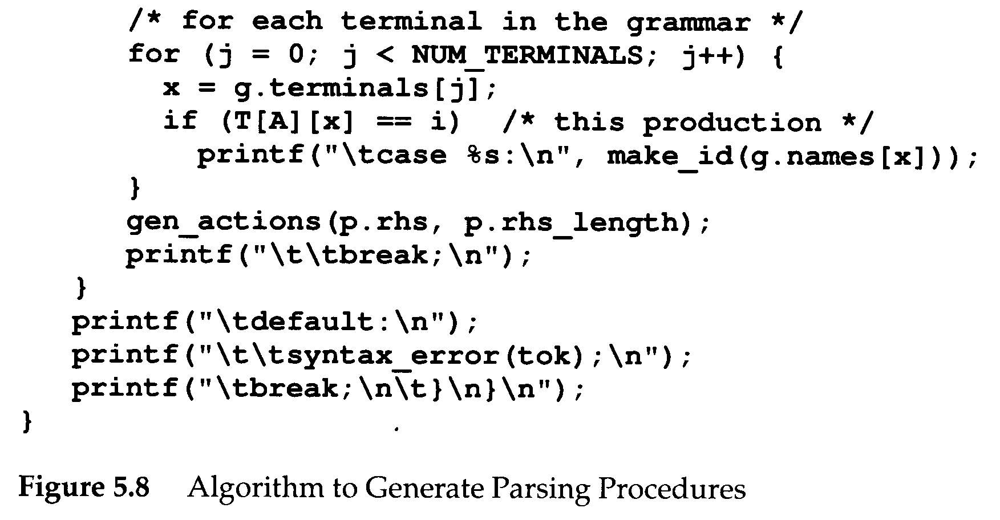 /* for each terminal in the grammar */
for (j = 0; j < NUM_TERMINALS; j++) {
x = g.terminals[j];
if (T[A][x] == i) /* this production */
printf("\tcase %s:\n", make_id(g.names[x]));
}
gen_actions(p.rhs, p.rhs_length);
printf("\t\tbreak;\n");
}
printf("\tdefault:\n");
printf("\t\tsyntax_error(tok);\n");
printf("\tbreak;\n\t}\n}\n");
}
Figure 5.8 Algorithm to Generate Parsing Procedures